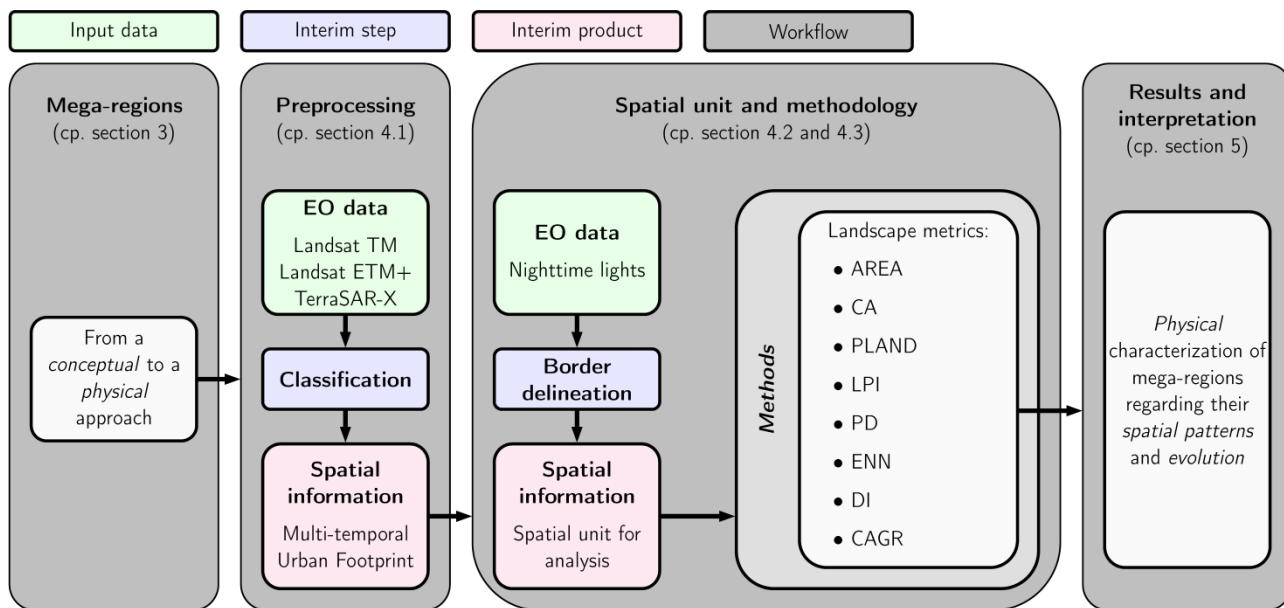 Input data
Interim step
Interim product
Workflow
Mega-regions
(cp. section 3)
From a
conceptual to a
physical
approach
Preprocessing
(cp. section 4.1)
EO data
Landsat TM
Landsat ETM+
TerraSAR-X
Classification
Spatial
information
Multi-temporal
Urban Footprint
Spatial unit and methodology
(cp. section 4.2 and 4.3)
EO data
Nighttime lights
Border
delineation
Spatial
information
Spatial unit for
analysis
Methods
Landscape metrics:
• AREA
• CA
• PLAND
• LPI
• PD
• ENN
• DI
• CAGR
Results and
interpretation
(cp. section 5)
Physical
characterization of
mega-regions
regarding their
spatial patterns
and evolution